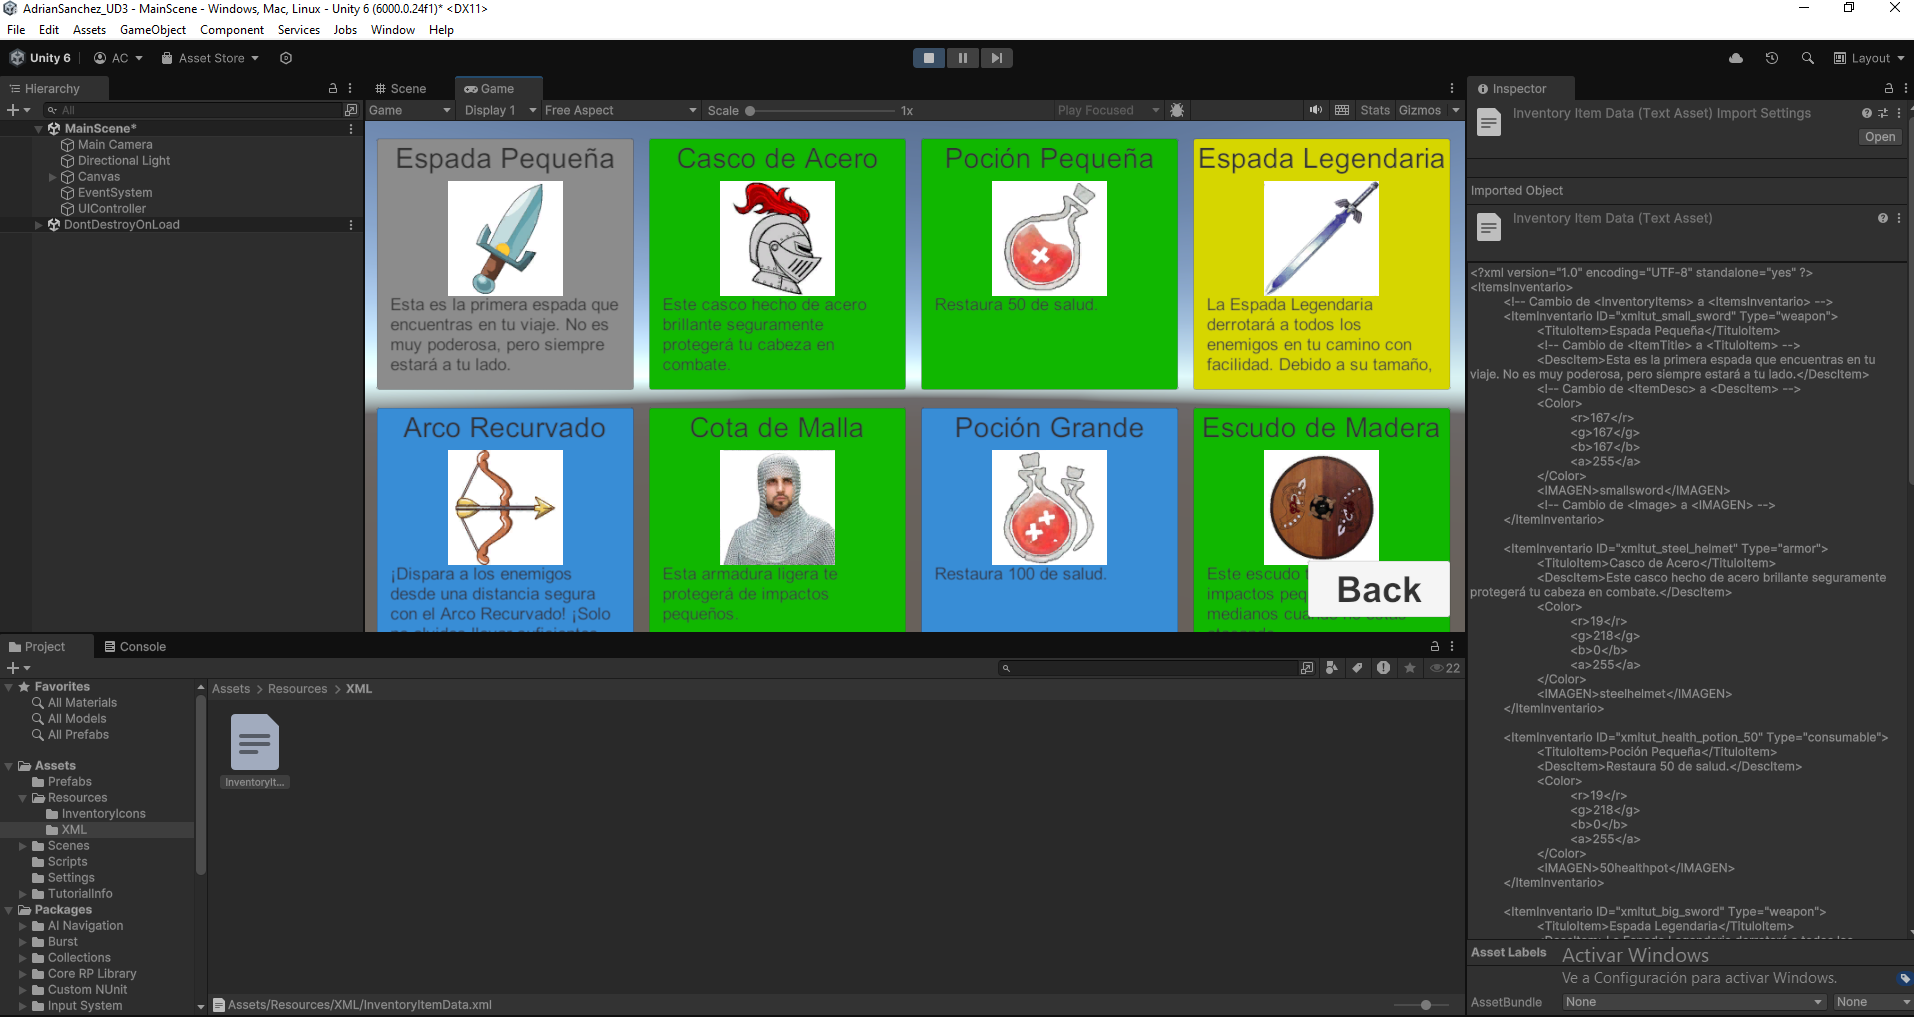 AdrianSanchez_UD3 - MainScene - Windows, Mac, Linux - Unity 6 (6000.0.24f1)* <DX11>
File Edit Assets GameObject Component Services Jobs Window Help
Unity 6 AC Asset Store Layout
Hierarchy
All
MainScene*
Main Camera
Directional Light
Canvas
EventSystem
UIController
DontDestroyOnLoad
Scene Game
Game Display 1 Free Aspect Scale 1x Play Focused Stats Gizmos
Espada Pequeña
Esta es la primera espada que
encuentras en tu viaje. No es
muy poderosa, pero siempre
estará a tu lado.
Casco de Acero
Este casco hecho de acero
brillante seguramente
protegerá tu cabeza en
combate.
Poción Pequeña
Restaura 50 de salud.
Espada Legendaria
La Espada Legendaria
derrotará a todos los
enemigos en tu camino con
facilidad. Debido a su tamaño,
Arco Recurvado
¡Dispara a los enemigos
desde una distancia segura
con el Arco Recurvado! ¡Solo
Cota de Malla
Esta armadura ligera te
protegerá de impactos
pequeños.
Poción Grande
Restaura 100 de salud.
Escudo de Madera
Este escudo
impactos peq
medianos
Back
Project Console
22
Favorites
All Materials
All Models
All Prefabs
Assets
Prefabs
Resources
InventoryIcons
XML
Scenes
Scripts
Settings
TutorialInfo
Packages
AI Navigation
Burst
Collections
Core RP Library
Custom NUnit
Input System
Assets > Resources > XML
InventoryIt...
Assets/Resources/XML/InventoryItemData.xml
Inspector
Inventory Item Data (Text Asset) Import Settings
Open
Imported Object
Inventory Item Data (Text Asset)
<?xml version="1.0" encoding="UTF-8" standalone="yes" ?>
<ItemsInventario>
<!-- Cambio de <InventoryItems> a <ItemsInventario> -->
<ItemInventario ID="xmltut_small_sword" Type="weapon">
<TituloItem>Espada Pequeña</TituloItem>
<!-- Cambio de <ItemTitle> a <TituloItem> -->
<DescItem>Esta es la primera espada que encuentras en tu
viaje. No es muy poderosa, pero siempre estará a tu lado.</DescItem>
<!-- Cambio de <ItemDesc> a <DescItem> -->
<Color>
<r>167</r>
<g>167</g>
<b>167</b>
<a>255</a>
</Color>
<IMAGEN>smallsword</IMAGEN>
<!-- Cambio de <Image> a <IMAGEN> -->
</ItemInventario>
<ItemInventario ID="xmltut_steel_helmet" Type="armor">
<TituloItem>Casco de Acero</TituloItem>
<DescItem>Este casco hecho de acero brillante seguramente
protegerá tu cabeza en combate.</DescItem>
<Color>
<r>19</r>
<g>218</g>
<b>0</b>
<a>255</a>
</Color>
<IMAGEN>steelhelmet</IMAGEN>
</ItemInventario>
<ItemInventario ID="xmltut_health_potion_50" Type="consumable">
<TituloItem>Poción Pequeña</TituloItem>
<DescItem>Restaura 50 de salud.</DescItem>
<Color>
<r>19</r>
<g>218</g>
<b>0</b>
<a>255</a>
</Color>
<IMAGEN>50healthpot</IMAGEN>
</ItemInventario>
<ItemInventario ID="xmltut_big_sword" Type="weapon">
<TituloItem>Espada Legendaria</TituloItem>
Asset Labels
Activar Windows
Ve a Configuración para activar Windows.
AssetBundle None None